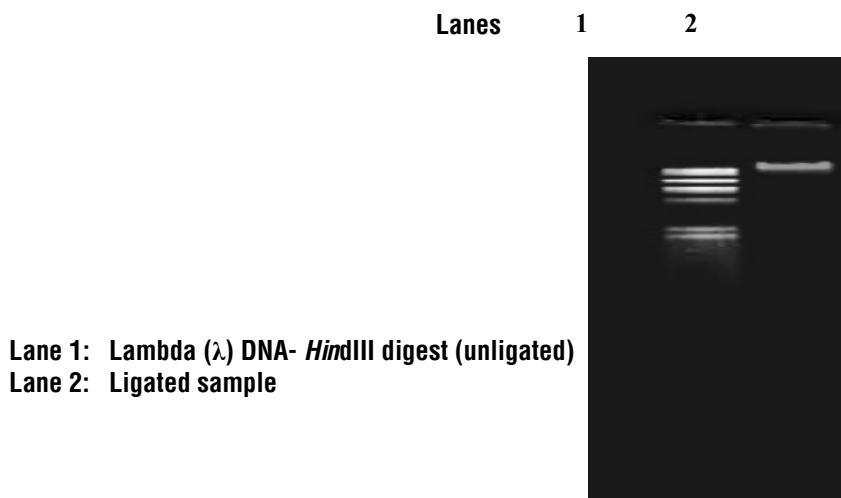 Lanes 1 2
Lane 1: Lambda (λ) DNA- HindIII digest (unligated)
Lane 2: Ligated sample